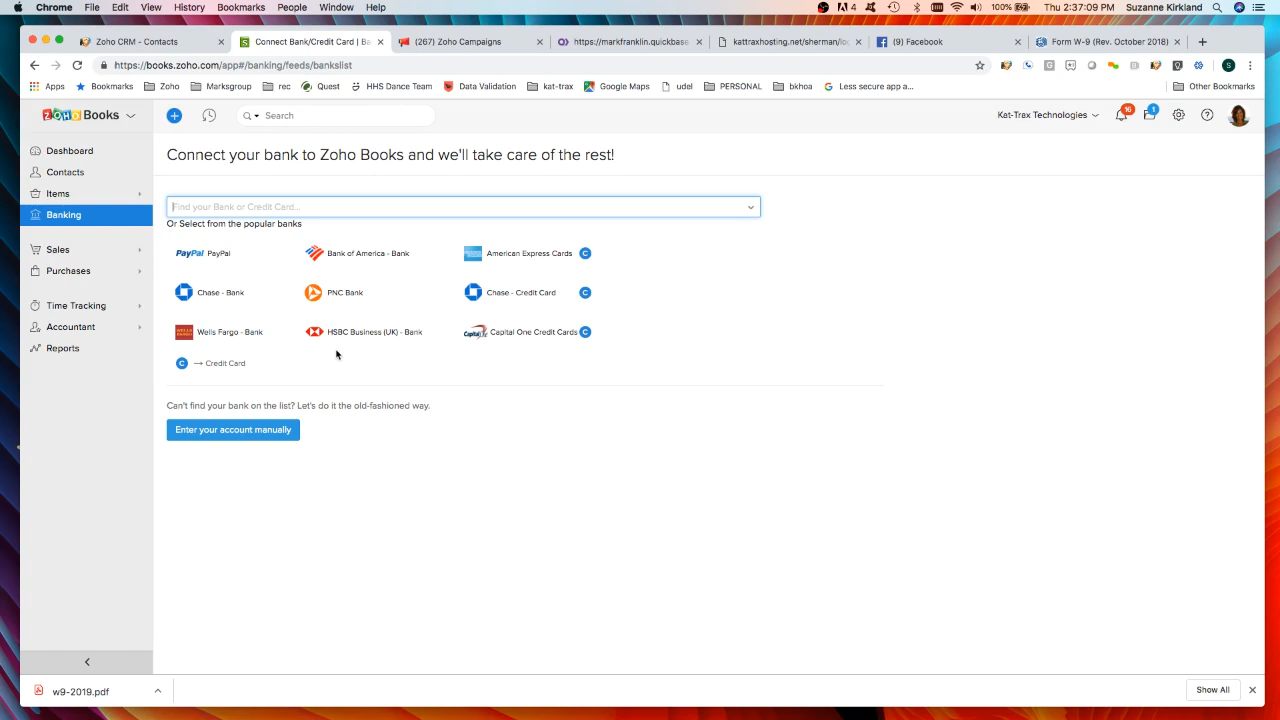 Chrome File Edit View History Bookmarks People Window Help 4 100% Thu 2:37:09 PM Suzanne Kirkland
Zoho CRM - Contacts Connect Bank/Credit Card | Ba (267) Zoho Campaigns https://markfranklin.quickbase kattraxhosting.net/sherman/log (9) Facebook Form W-9 (Rev. October 2018)
https://books.zoho.com/app#/banking/feeds/bankslist
Apps Bookmarks Zoho Marksgroup rec Quest HHS Dance Team Data Validation kat-trax Google Maps udel PERSONAL bkhoa Less secure app a... Other Bookmarks
ZOHO Books Search Kat-Trax Technologies 16 1
Connect your bank to Zoho Books and we'll take care of the rest!
Dashboard
Contacts
Items
Banking
Sales
Purchases
Time Tracking
Accountant
Reports
Find your Bank or Credit Card...
Or Select from the popular banks
PayPal PayPal Bank of America - Bank American Express Cards C
Chase - Bank PNC Bank Chase - Credit Card C
WELLS FARGO Wells Fargo - Bank HSBC Business (UK) - Bank Capital One Credit Cards C
C → Credit Card
Can't find your bank on the list? Let's do it the old-fashioned way.
Enter your account manually
w9-2019.pdf Show All